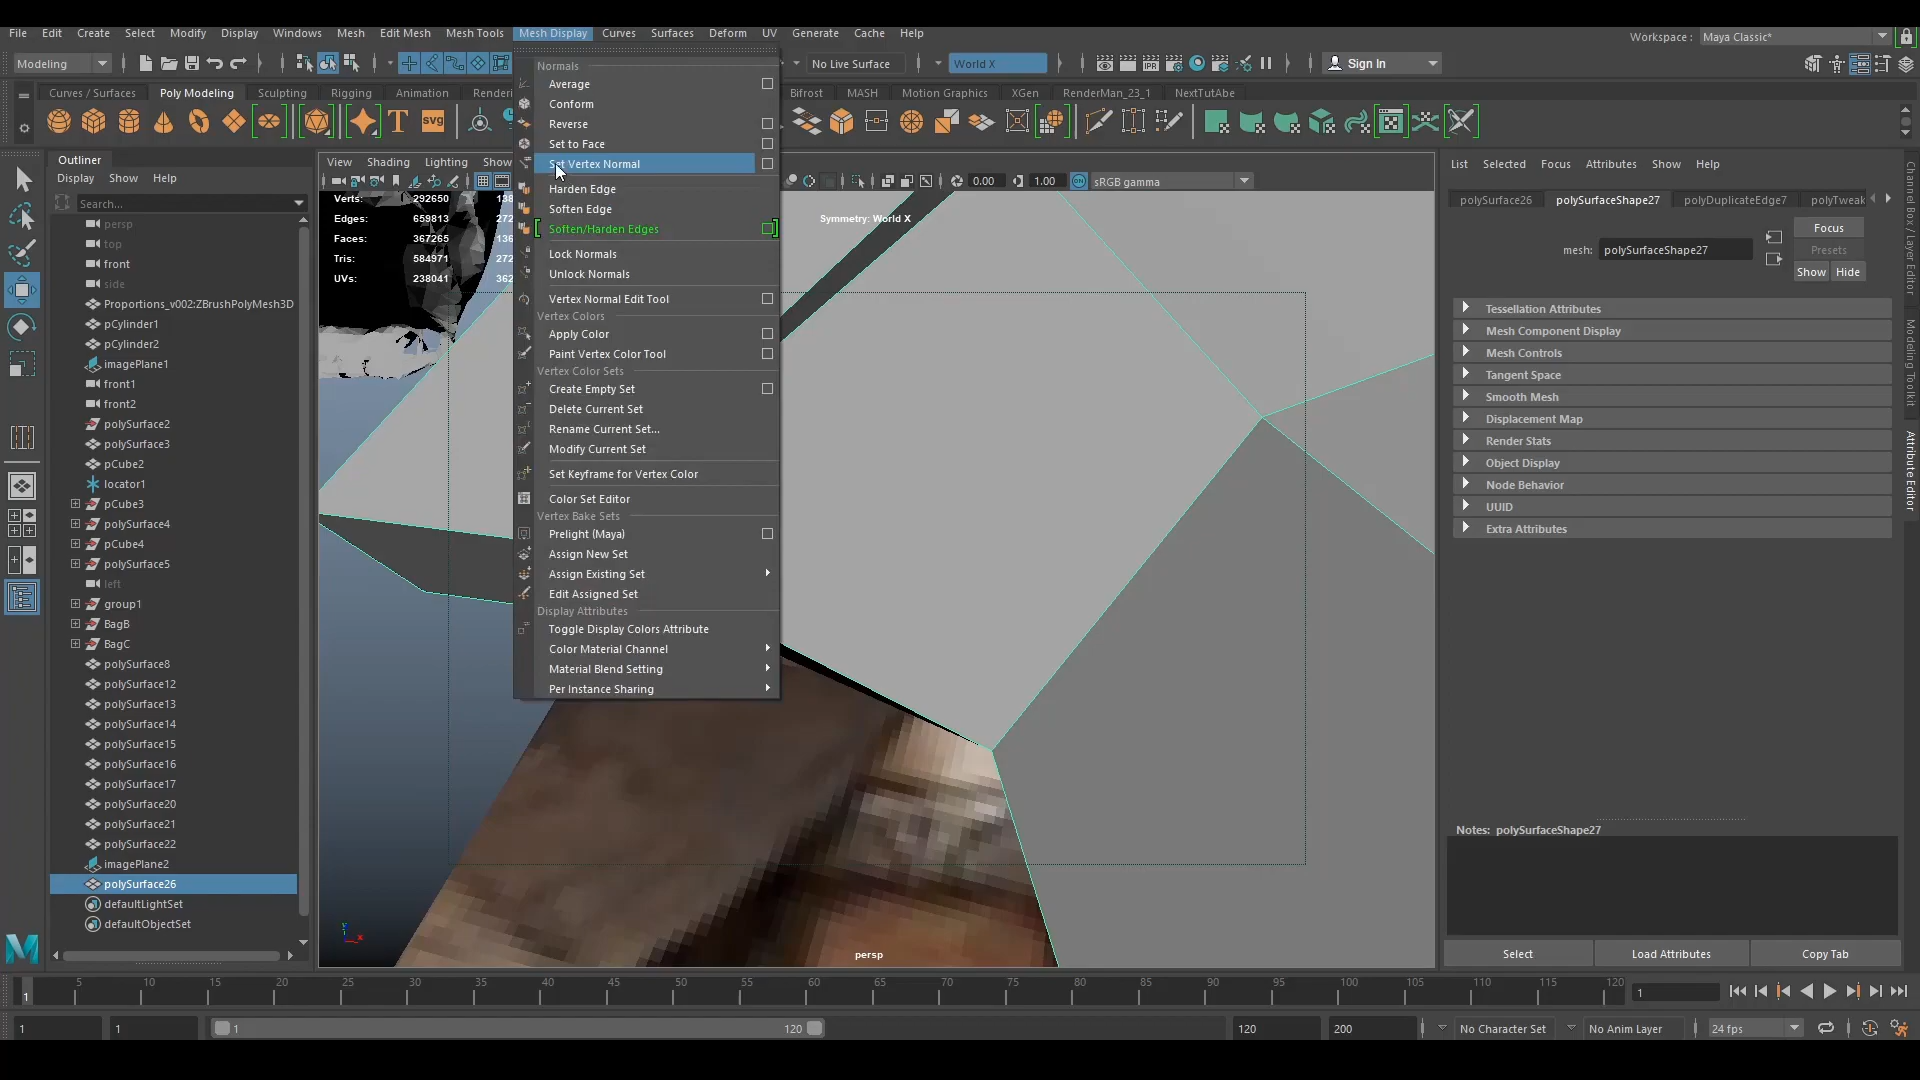 File Edit Create Select Modify Display Windows Mesh Edit Mesh Mesh Tools Mesh Display Curves Surfaces Deform UV Generate Cache Help
Workspace : Maya Classic*
Modeling
No Live Surface
World X
Sign In
Curves / Surfaces Poly Modeling Sculpting Rigging Animation Bifrost MASH Motion Graphics XGen RenderMan_23_1 NextTutAbe
T
svg
IPR
Outliner
Display Show Help
Search...
persp
top
front
side
Proportions_v002:ZBrushPolyMesh3D
pCylinder1
pCylinder2
imagePlane1
front1
front2
polySurface2
polySurface3
pCube2
locator1
pCube3
polySurface4
pCube4
polySurface5
left
group1
BagB
BagC
polySurface8
polySurface12
polySurface13
polySurface14
polySurface15
polySurface16
polySurface17
polySurface20
polySurface21
polySurface22
imagePlane2
polySurface26
defaultLightSet
defaultObjectSet
View Shading Lighting Show
0.00 1.00 ON sRGB gamma
Verts: 292650
Edges: 659813
Faces: 367265
Tris: 584971
UVs: 238041
Symmetry: World X
persp
Normals
Average
Conform
Reverse
Set to Face
Set Vertex Normal
Harden Edge
Soften Edge
Soften/Harden Edges
Lock Normals
Unlock Normals
Vertex Normal Edit Tool
Vertex Colors
Apply Color
Paint Vertex Color Tool
Vertex Color Sets
Create Empty Set
Delete Current Set
Rename Current Set...
Modify Current Set
Set Keyframe for Vertex Color
Color Set Editor
Vertex Bake Sets
Prelight (Maya)
Assign New Set
Assign Existing Set
Edit Assigned Set
Display Attributes
Toggle Display Colors Attribute
Color Material Channel
Material Blend Setting
Per Instance Sharing
List Selected Focus Attributes Show Help
polySurface26 polySurfaceShape27 polyDuplicateEdge7 polyTweak
mesh: polySurfaceShape27
Focus
Presets
Show Hide
Tessellation Attributes
Mesh Component Display
Mesh Controls
Tangent Space
Smooth Mesh
Displacement Map
Render Stats
Object Display
Node Behavior
UUID
Extra Attributes
Notes: polySurfaceShape27
Select Load Attributes Copy Tab
Channel Box / Layer Editor
Modeling Toolkit
Attribute Editor
5 10 15 20 25 30 35 40 45 50 55 60 65 70 75 80 85 90 95 100 105 110 115 120
1
1
1 1 1 120 120 200 No Character Set No Anim Layer 24 fps